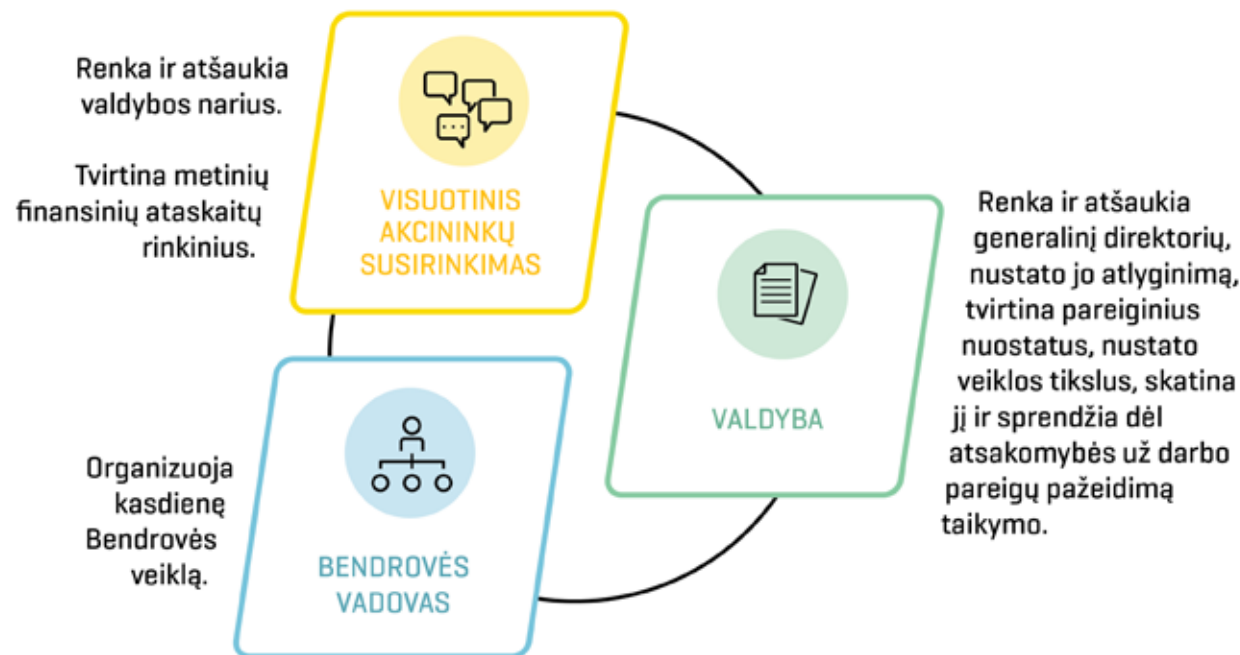 Renka ir atšaukia
valdybos narius.
Tvirtina metinių
finansinių ataskaitų
rinkinius.
VISUOTINIS
AKCININKŲ
SUSIRINKIMAS
Renka ir atšaukia
generalinį direktorių,
nustato jo atlyginimą,
tvirtina pareiginius
nuostatus, nustato
veiklos tikslus, skatina
jį ir sprendžia dėl
atsakomybės už darbo
pareigų pažeidimą
taikymo.
VALDYBA
Organizuoja
kasdienę
Bendrovės
veiklą.
BENDROVĖS
VADOVAS